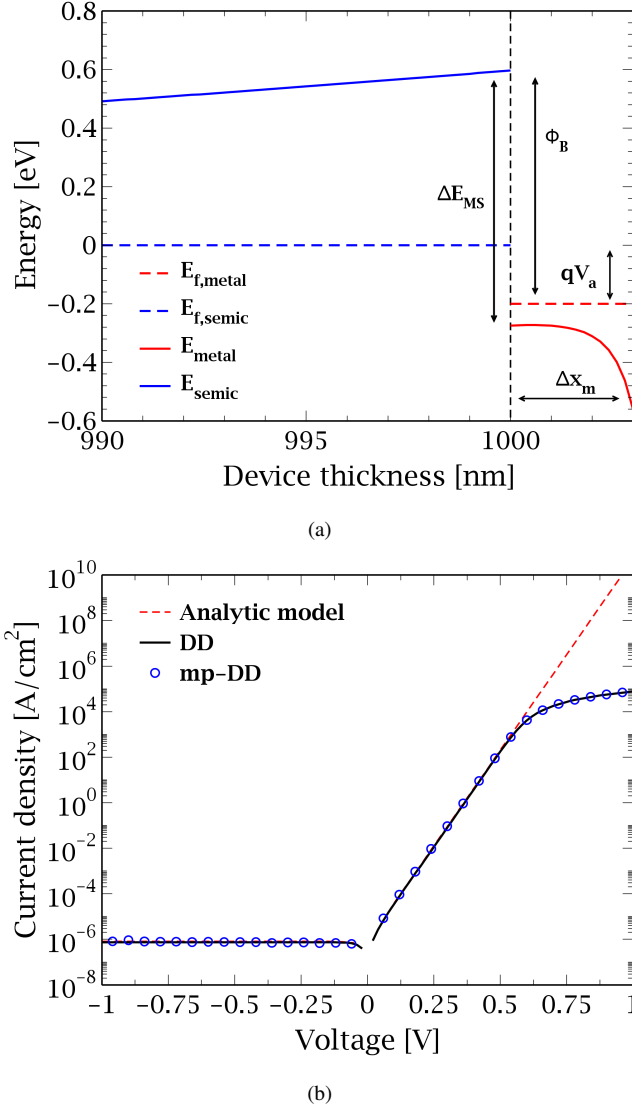 0.8
0.6
0.4
0.2
0
−0.2
−0.4
−0.6
Energy [eV]
ΔE_MS
Φ_B
qV_a
Δx_m
E_f,metal
E_f,semic
E_metal
E_semic
990 995 1000
Device thickness [nm]
(a)
10^10
10^8
10^6
10^4
10^2
10^0
10^−2
10^−4
10^−6
10^−8
Current density [A/cm^2]
Analytic model
DD
mp−DD
−1 −0.75 −0.5 −0.25 0 0.25 0.5 0.75 1
Voltage [V]
(b)